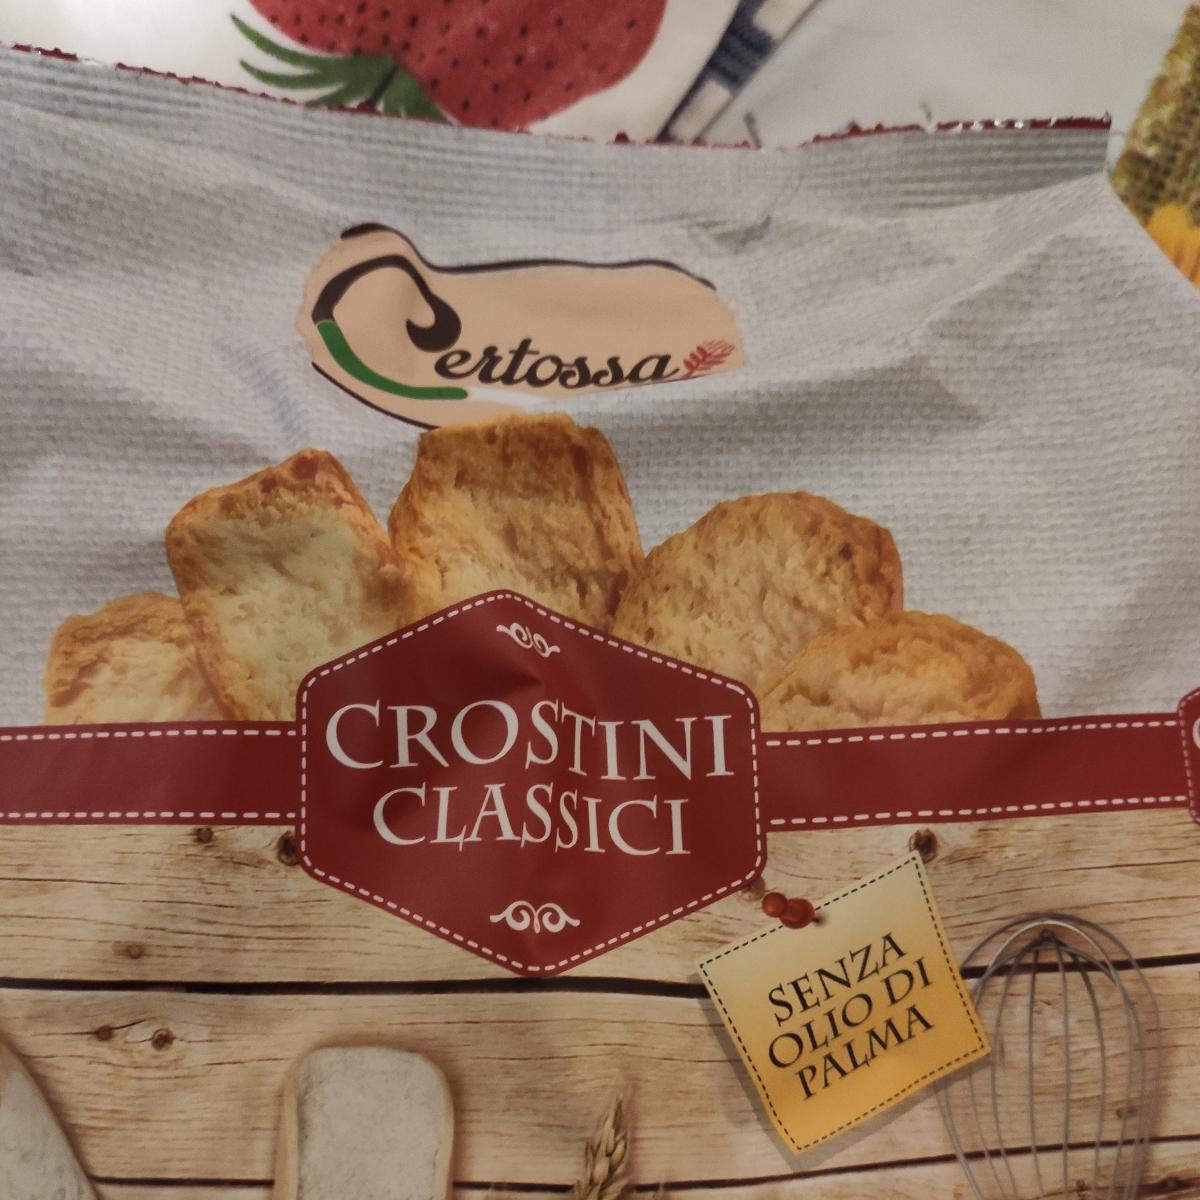 Certossa
CROSTINI
CLASSICI
SENZA
OLIO DI
PALMA